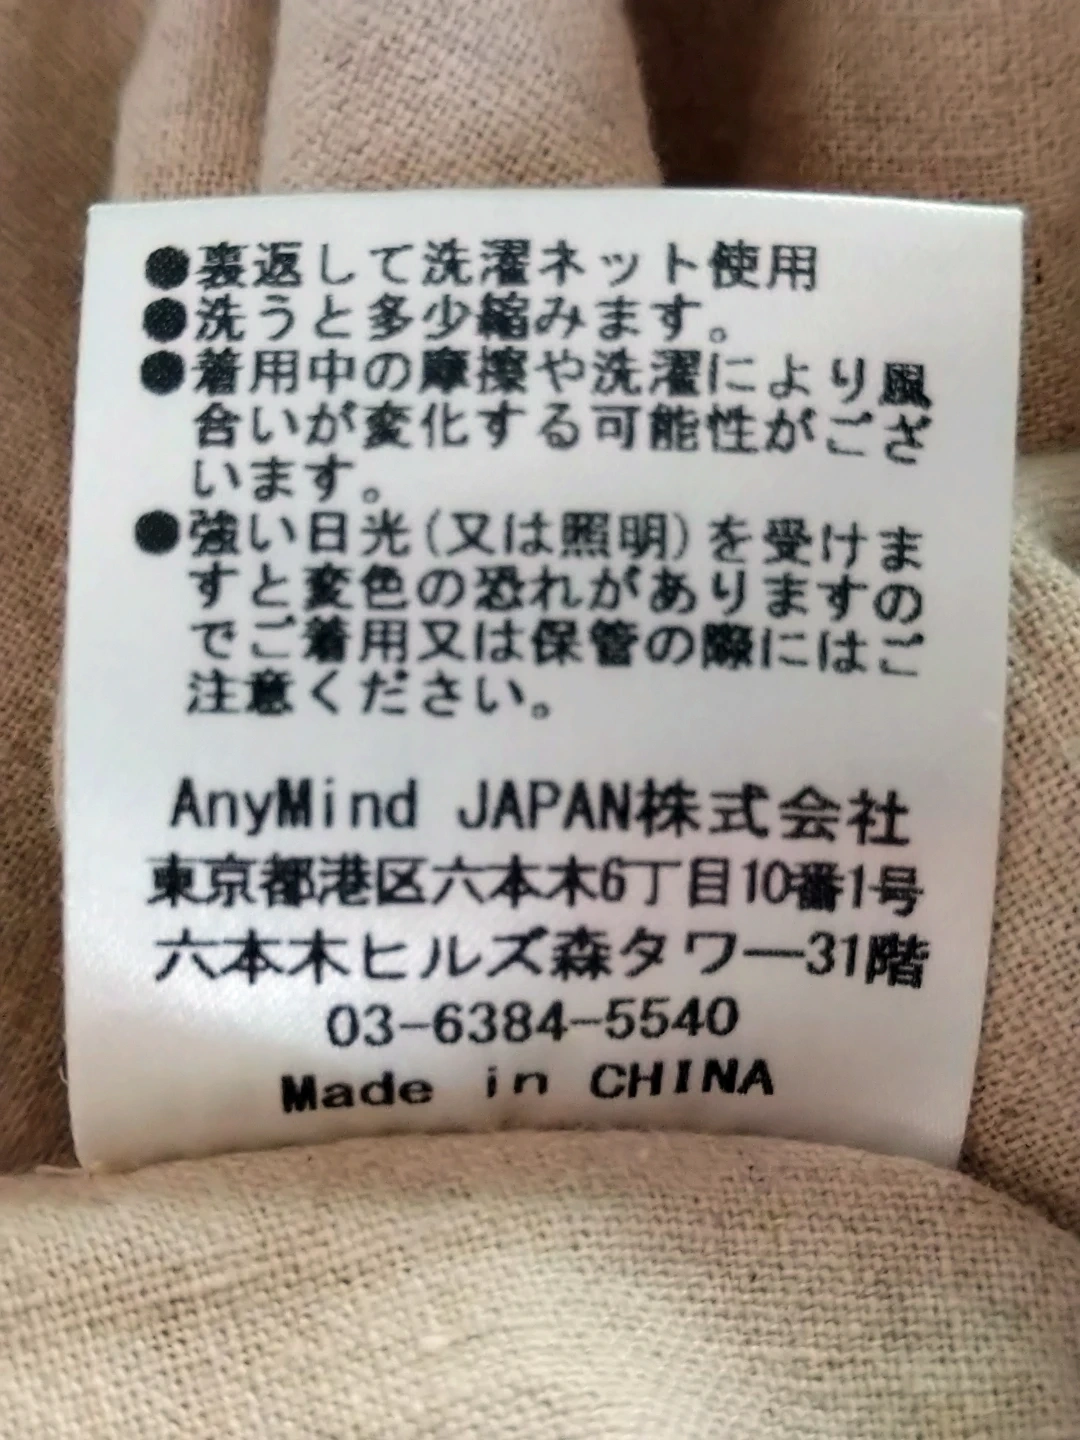 ●裏返して洗濯ネット使用
●洗うと多少縮みます。
●着用中の摩擦や洗濯により風
合いが変化する可能性がござ
います。
●強い日光(又は照明)を受けま
すと変色の恐れがありますの
でご着用又は保管の際にはご
注意ください。
AnyMind JAPAN株式会社
東京都港区六本木6丁目10番1号
六本木ヒルズ森タワー31階
03-6384-5540
Made in CHINA